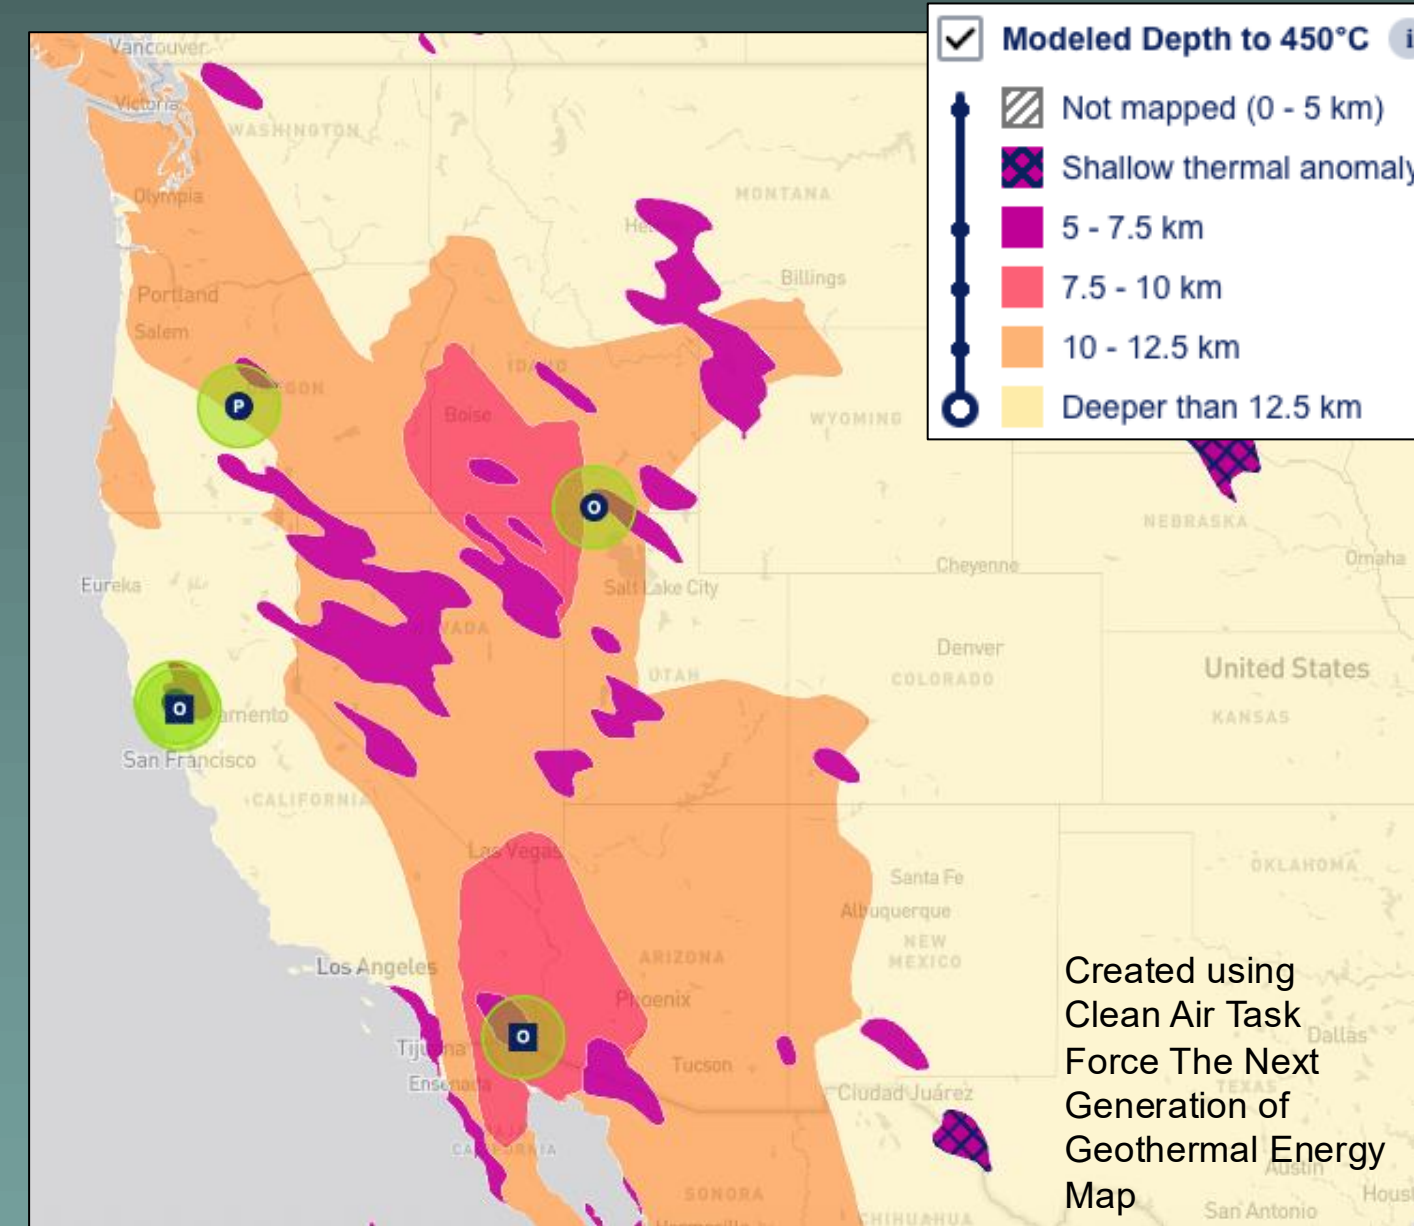 Modeled Depth to 450°C i
Not mapped (0 - 5 km)
Shallow thermal anomaly
5 - 7.5 km
7.5 - 10 km
10 - 12.5 km
Deeper than 12.5 km
Vancouver
Victoria
WASHINGTON
Olympia
MONTANA
Billings
Portland
Salem
IDAHO
Boise
WYOMING
P
O
NEBRASKA
Omaha
Cheyenne
Eureka
Salt Lake City
Denver
COLORADO
UTAH
United States
KANSAS
O
San Francisco
CALIFORNIA
Las Vegas
Santa Fe
OKLAHOMA
Albuquerque
NEW
MEXICO
Los Angeles
ARIZONA
Phoenix
O
Tucson
Ensenada
Ciudad Juárez
Dallas
TEXAS
Austin
San Antonio
SONORA
CHIHUAHUA
Created using
Clean Air Task
Force The Next
Generation of
Geothermal Energy
Map